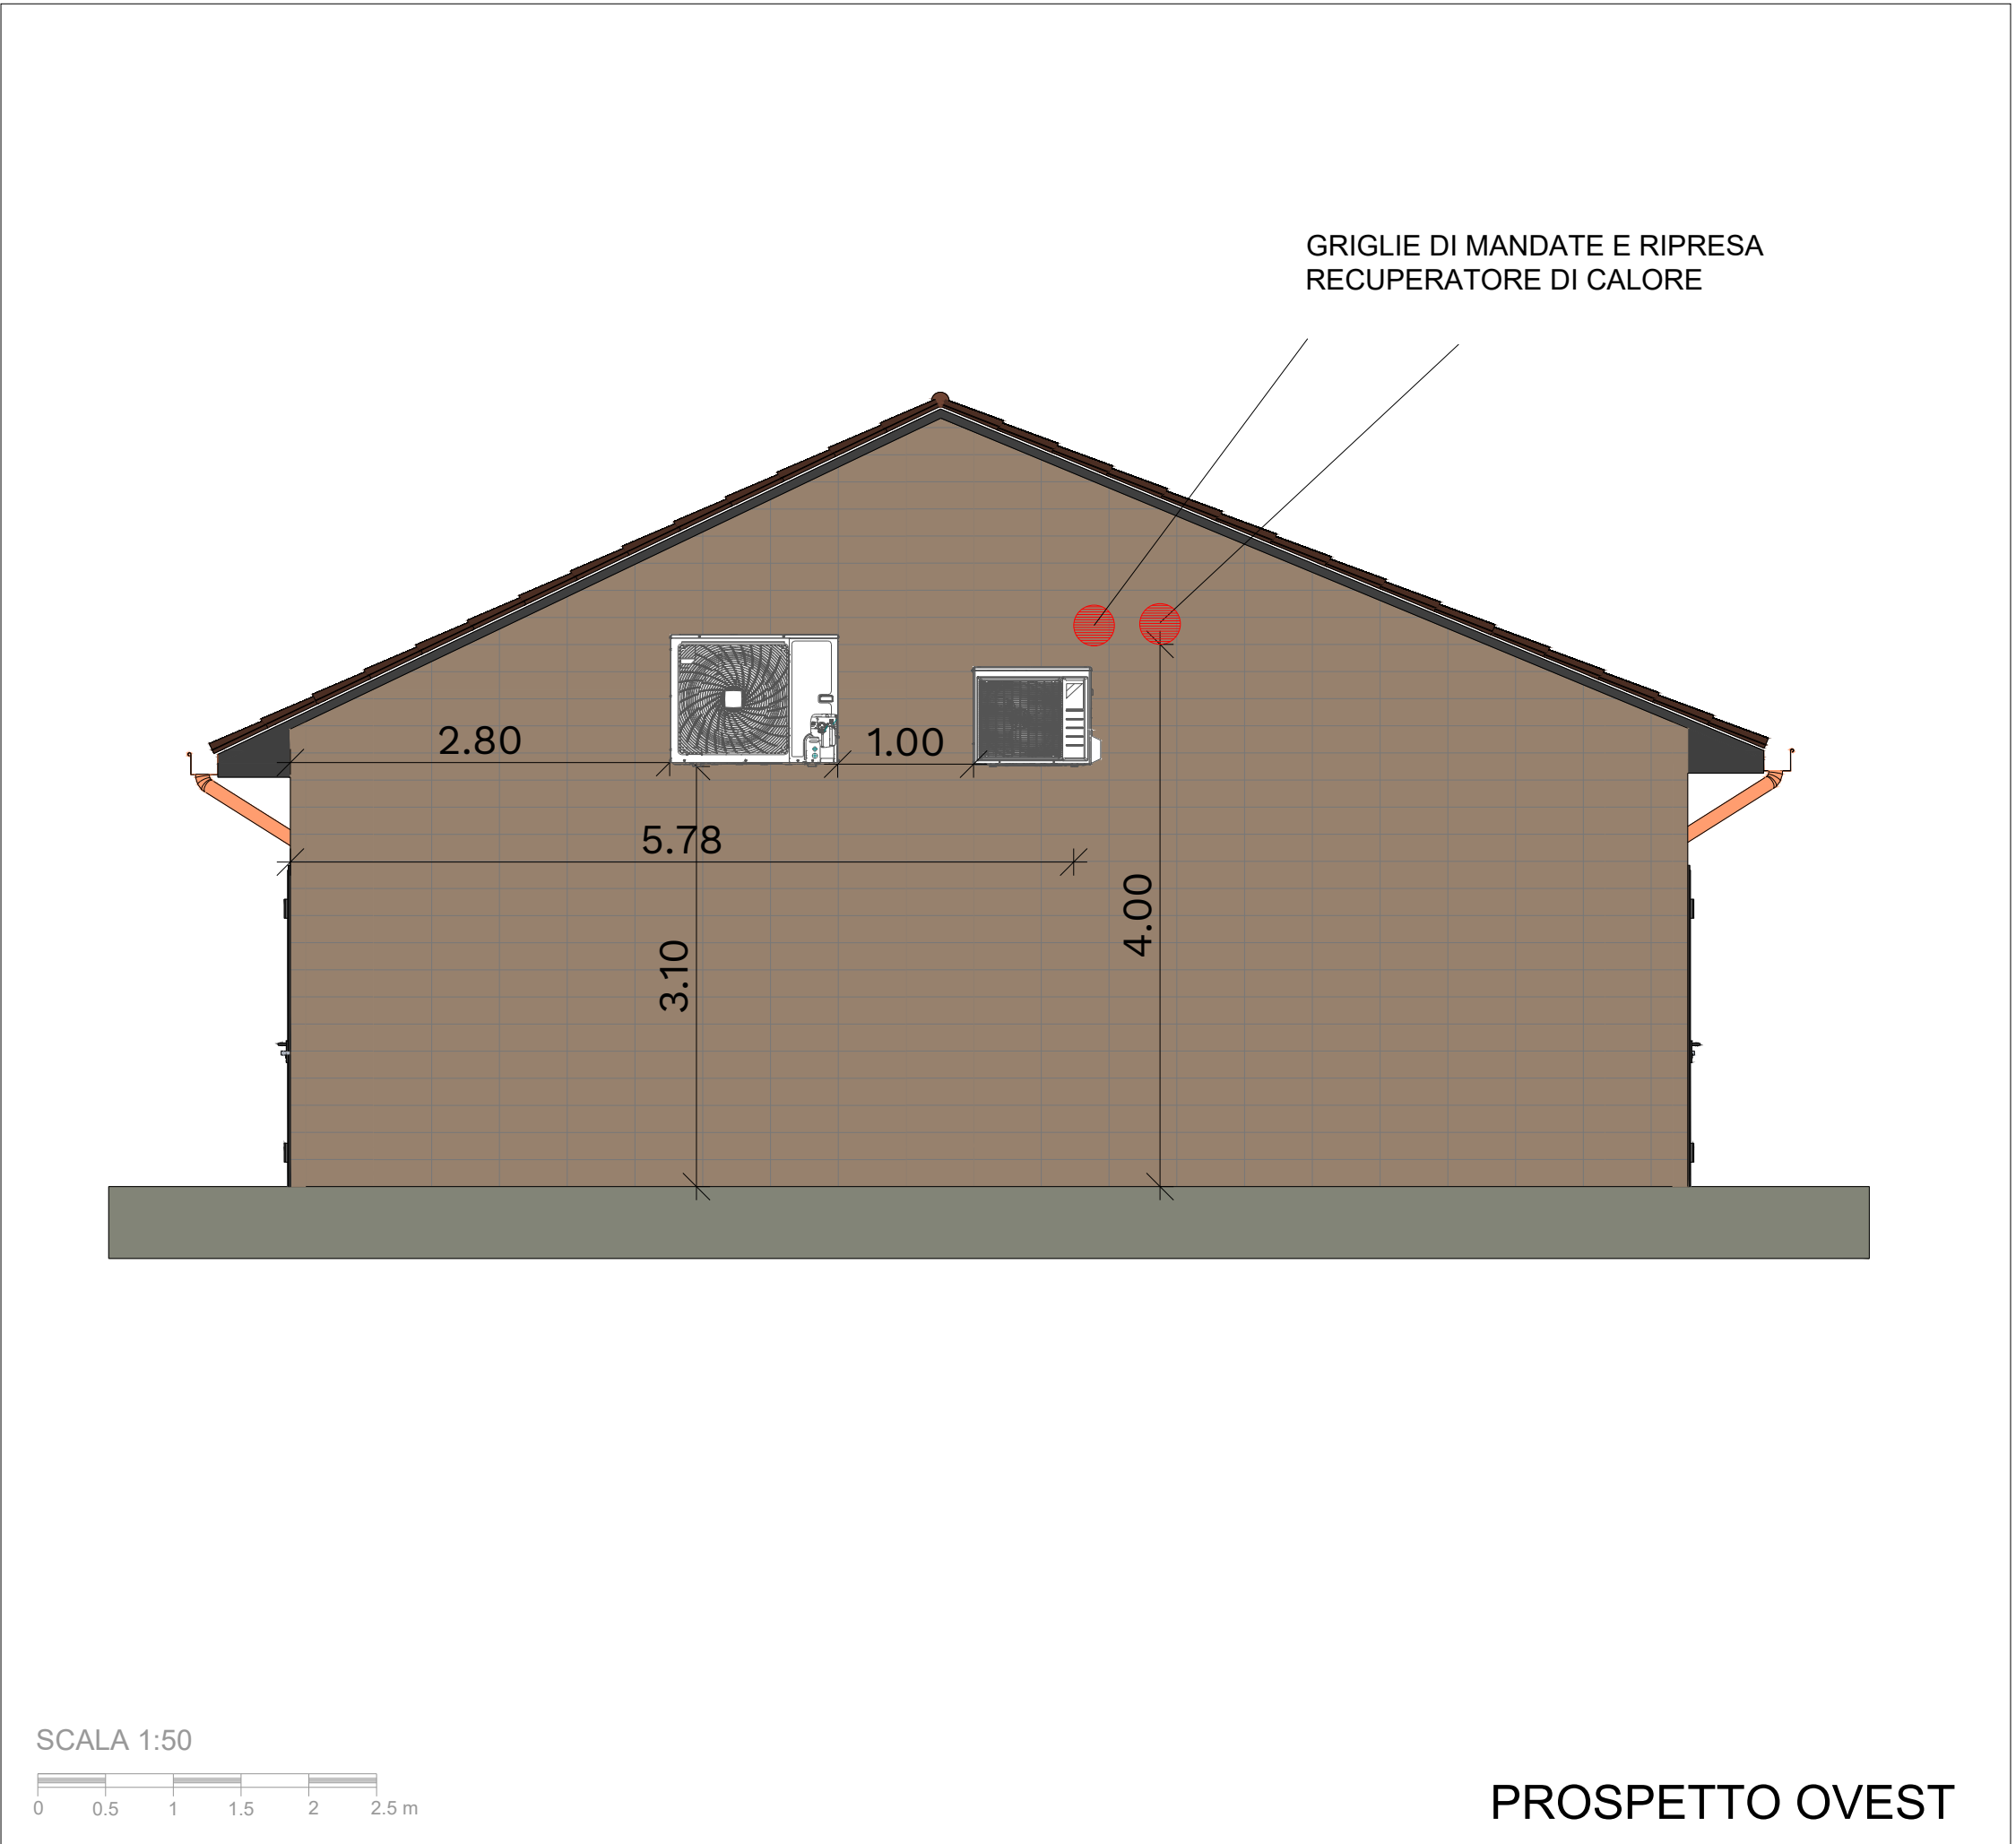 GRIGLIE DI MANDATE E RIPRESA
RECUPERATORE DI CALORE
2.80
1.00
5.78
4.00
3.10
SCALA 1:50
0 0.5 1 1.5 2 2.5 m
PROSPETTO OVEST